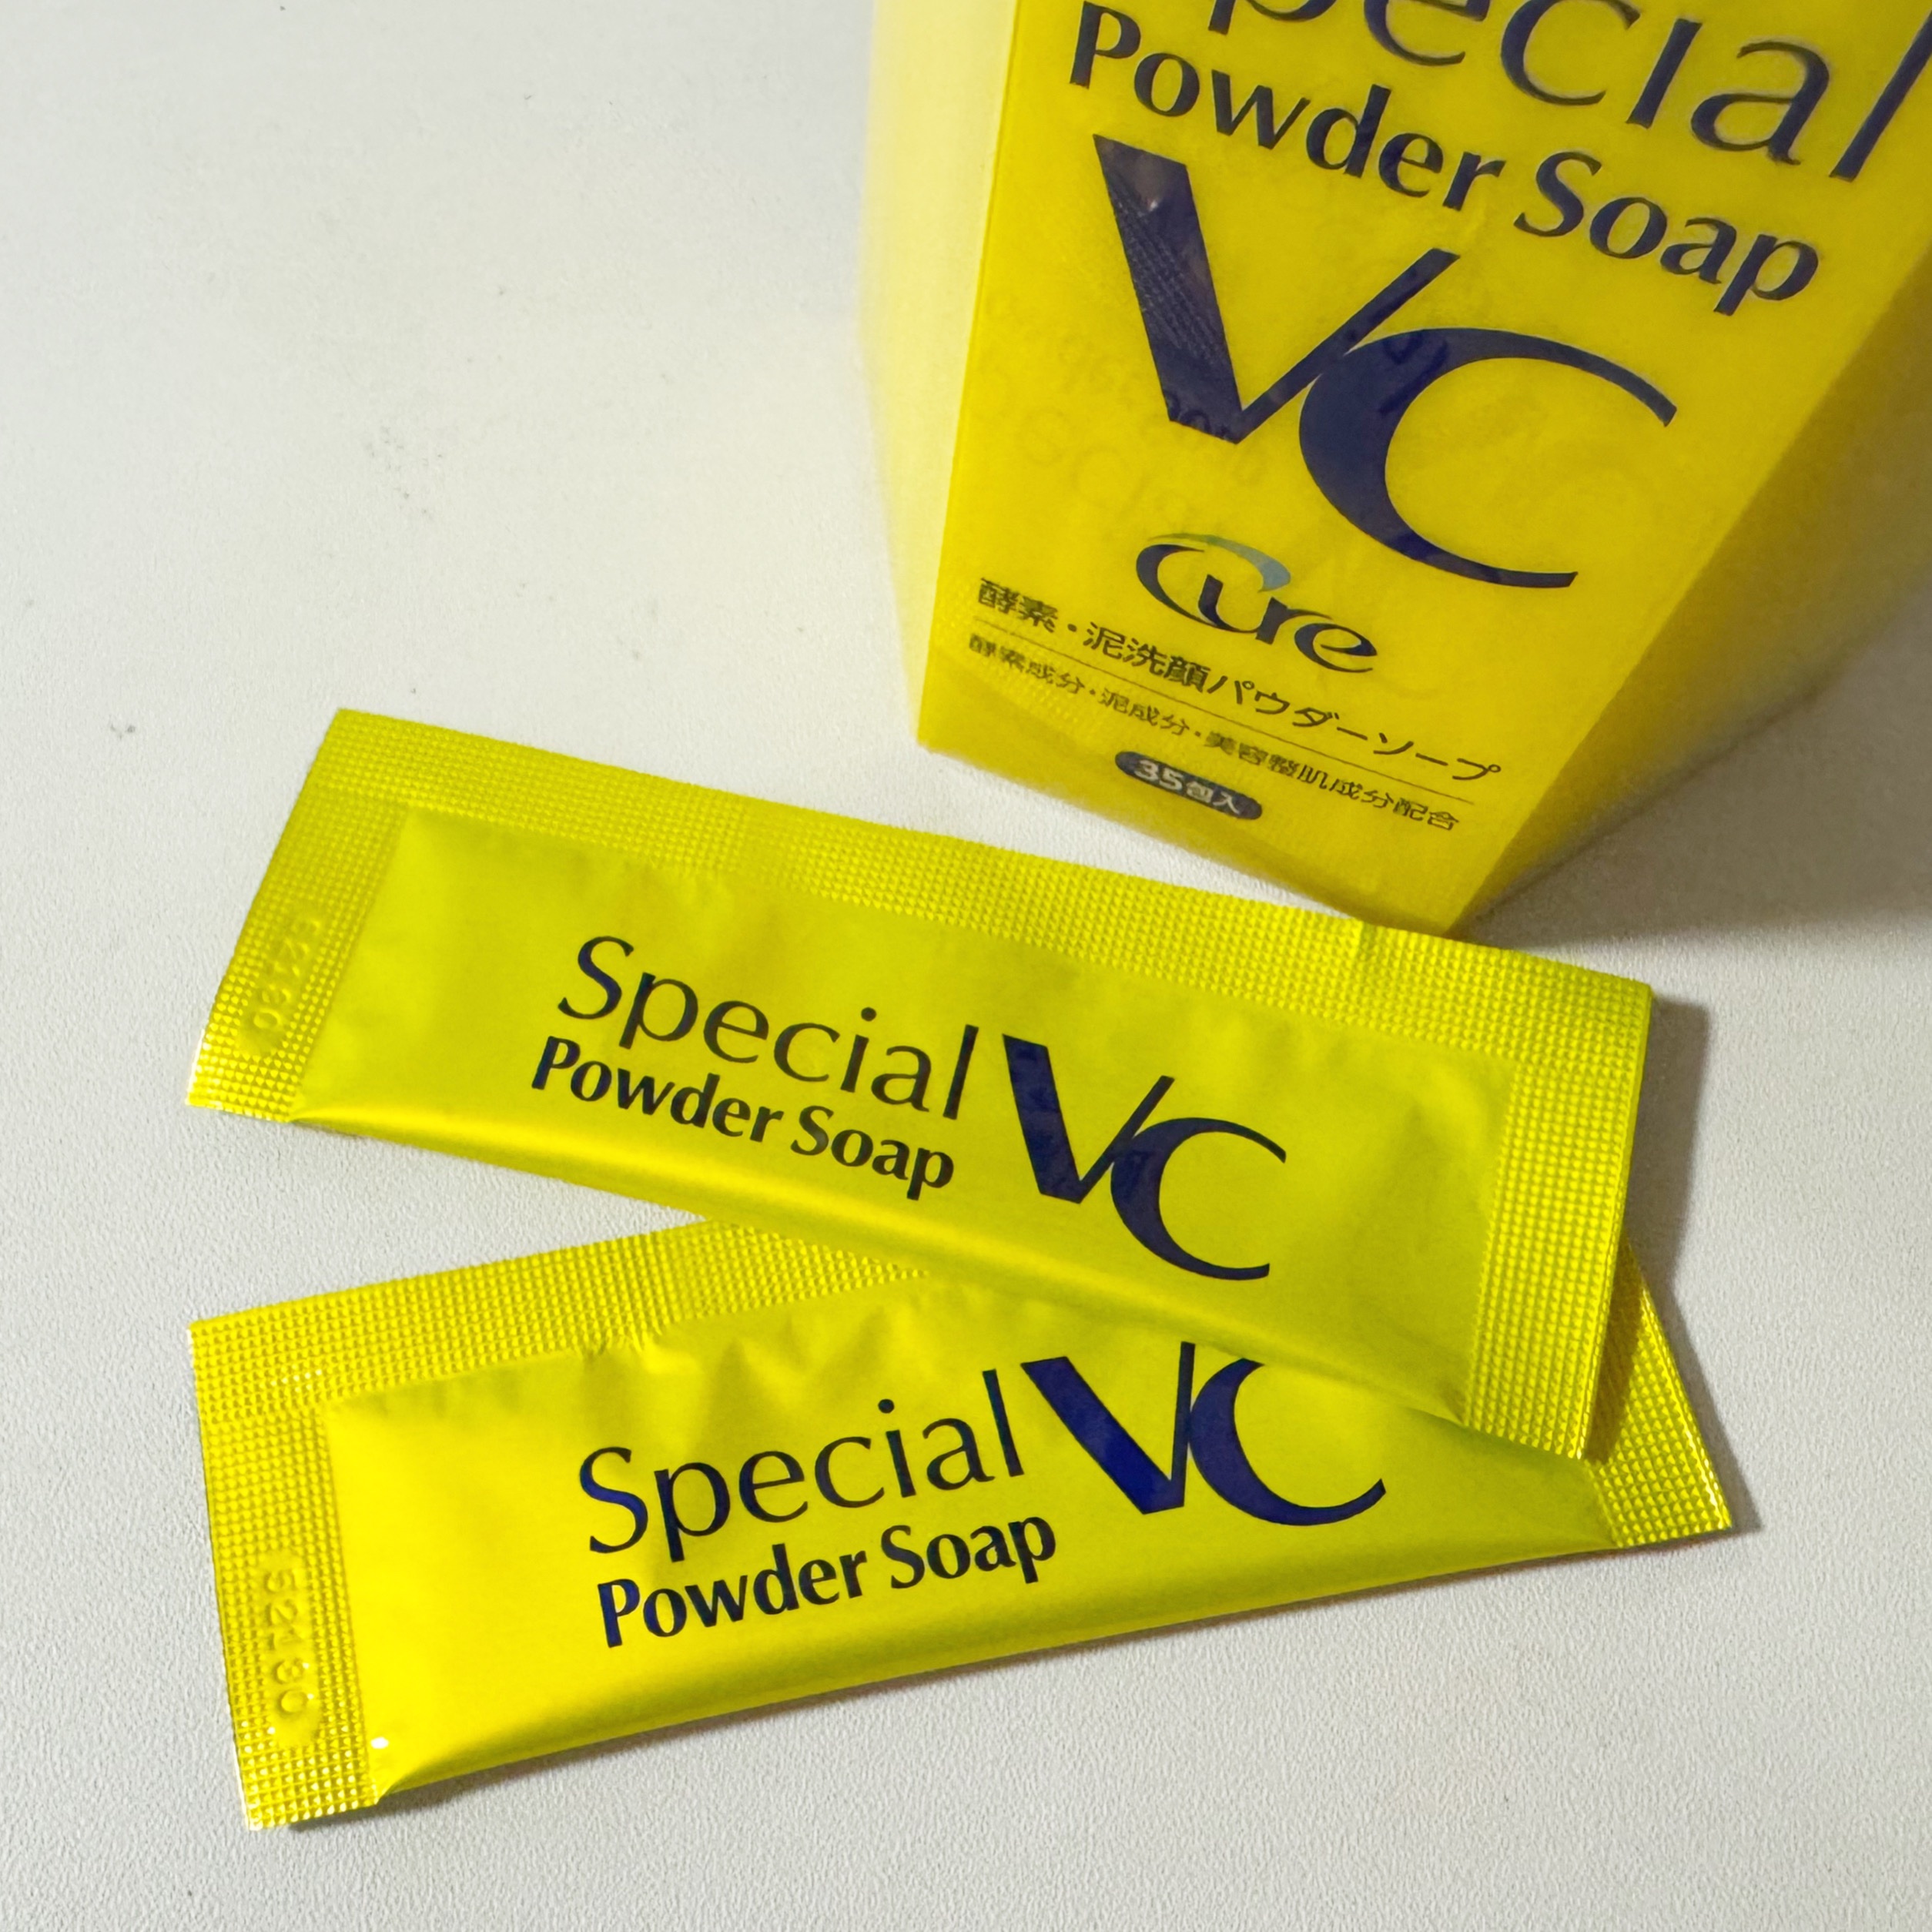 Special
Powder Soap
VC
Cure
酵素・泥洗顔パウダーソープ
酵素成分・泥成分・美容整肌成分配合
35包入
Special
Powder Soap
VC
S2130
Special
Powder Soap
VC
S2130